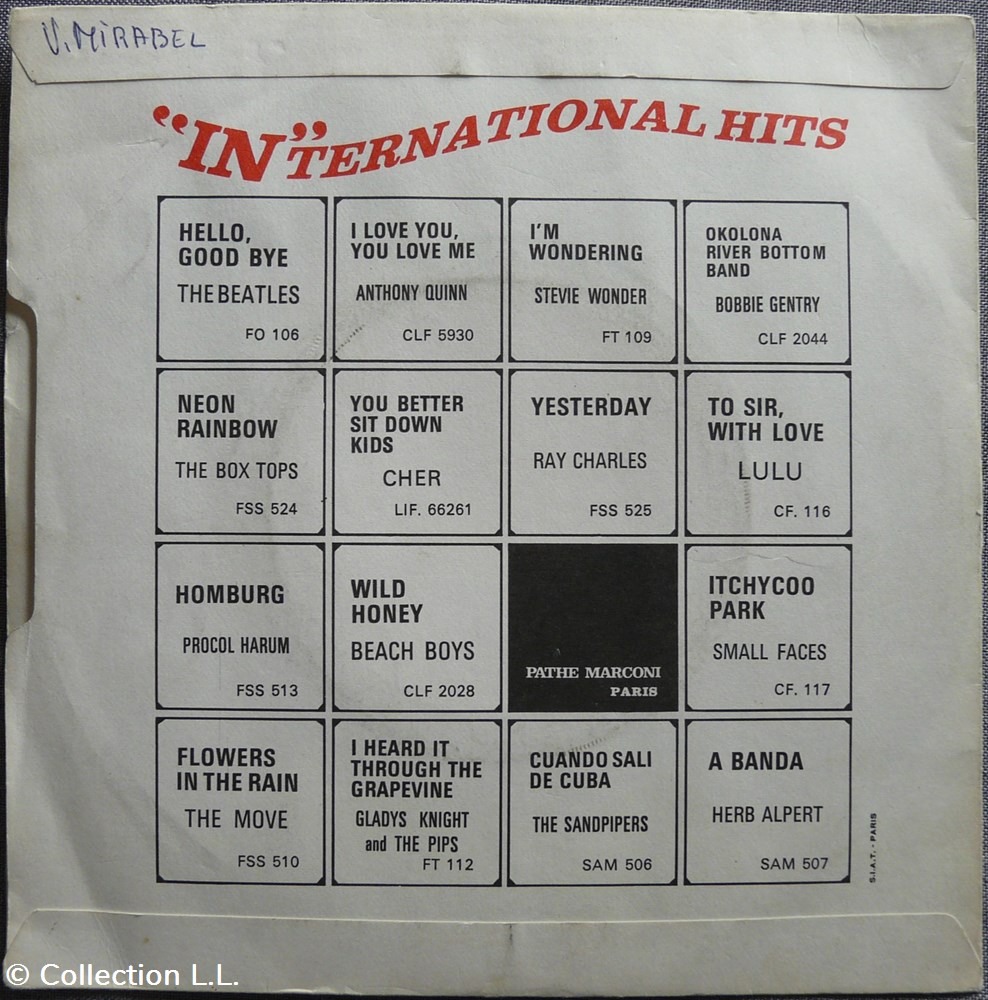 V. MIRABEL
“IN”TERNATIONAL HITS
HELLO,
GOOD BYE
THE BEATLES
FO 106
I LOVE YOU,
YOU LOVE ME
ANTHONY QUINN
CLF 5930
I'M
WONDERING
STEVIE WONDER
FT 109
OKOLONA
RIVER BOTTOM
BAND
BOBBIE GENTRY
CLF 2044
NEON
RAINBOW
THE BOX TOPS
FSS 524
YOU BETTER
SIT DOWN
KIDS
CHER
LIF. 66261
YESTERDAY
RAY CHARLES
FSS 525
TO SIR,
WITH LOVE
LULU
CF. 116
HOMBURG
PROCOL HARUM
FSS 513
WILD
HONEY
BEACH BOYS
CLF 2028
PATHE MARCONI
PARIS
ITCHYCOO
PARK
SMALL FACES
CF. 117
FLOWERS
IN THE RAIN
THE MOVE
FSS 510
I HEARD IT
THROUGH THE
GRAPEVINE
GLADYS KNIGHT
and THE PIPS
FT 112
CUANDO SALI
DE CUBA
THE SANDPIPERS
SAM 506
A BANDA
HERB ALPERT
SAM 507
S.I.A.T. - PARIS
© Collection L.L.